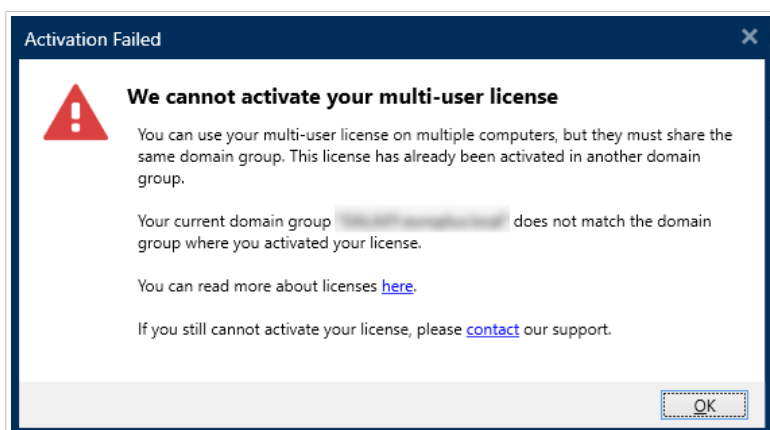 Activation Failed
We cannot activate your multi-user license
You can use your multi-user license on multiple computers, but they must share the
same domain group. This license has already been activated in another domain
group.
Your current domain group does not match the domain
group where you activated your license.
You can read more about licenses here.
If you still cannot activate your license, please contact our support.
OK